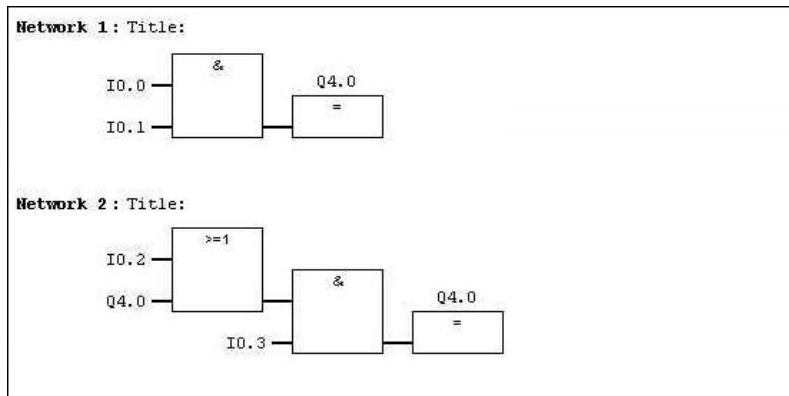 Network 1: Title:
&
I0.0
Q4.0
=
I0.1
Network 2: Title:
>=1
I0.2
&
Q4.0
Q4.0
=
I0.3